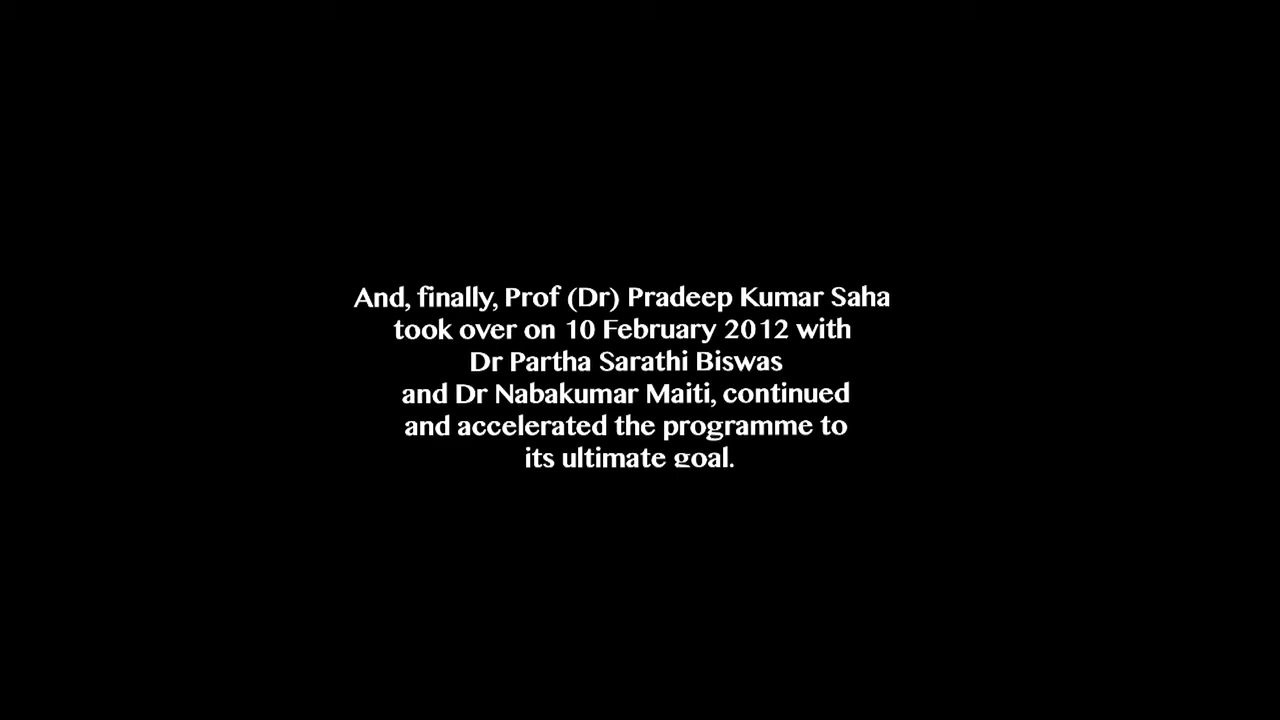 And, finally, Prof (Dr) Pradeep Kumar Saha
took over on 10 February 2012 with
Dr Partha Sarathi Biswas
and Dr Nabakumar Maiti, continued
and accelerated the programme to
its ultimate goal.